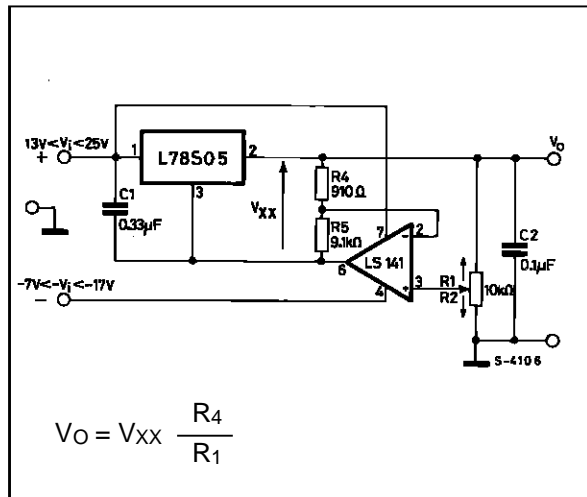 13V<Vi<25V
+
1
L78S05
2
3
VO
C1
0.33µF
VXX
R4
910Ω
R5
9.1kΩ
7
2
-
6
LS 141
4
+
3
R1
R2
10kΩ
C2
0.1µF
-7V<-Vi<-17V
-
S-4106
VO = VXX R4
R1